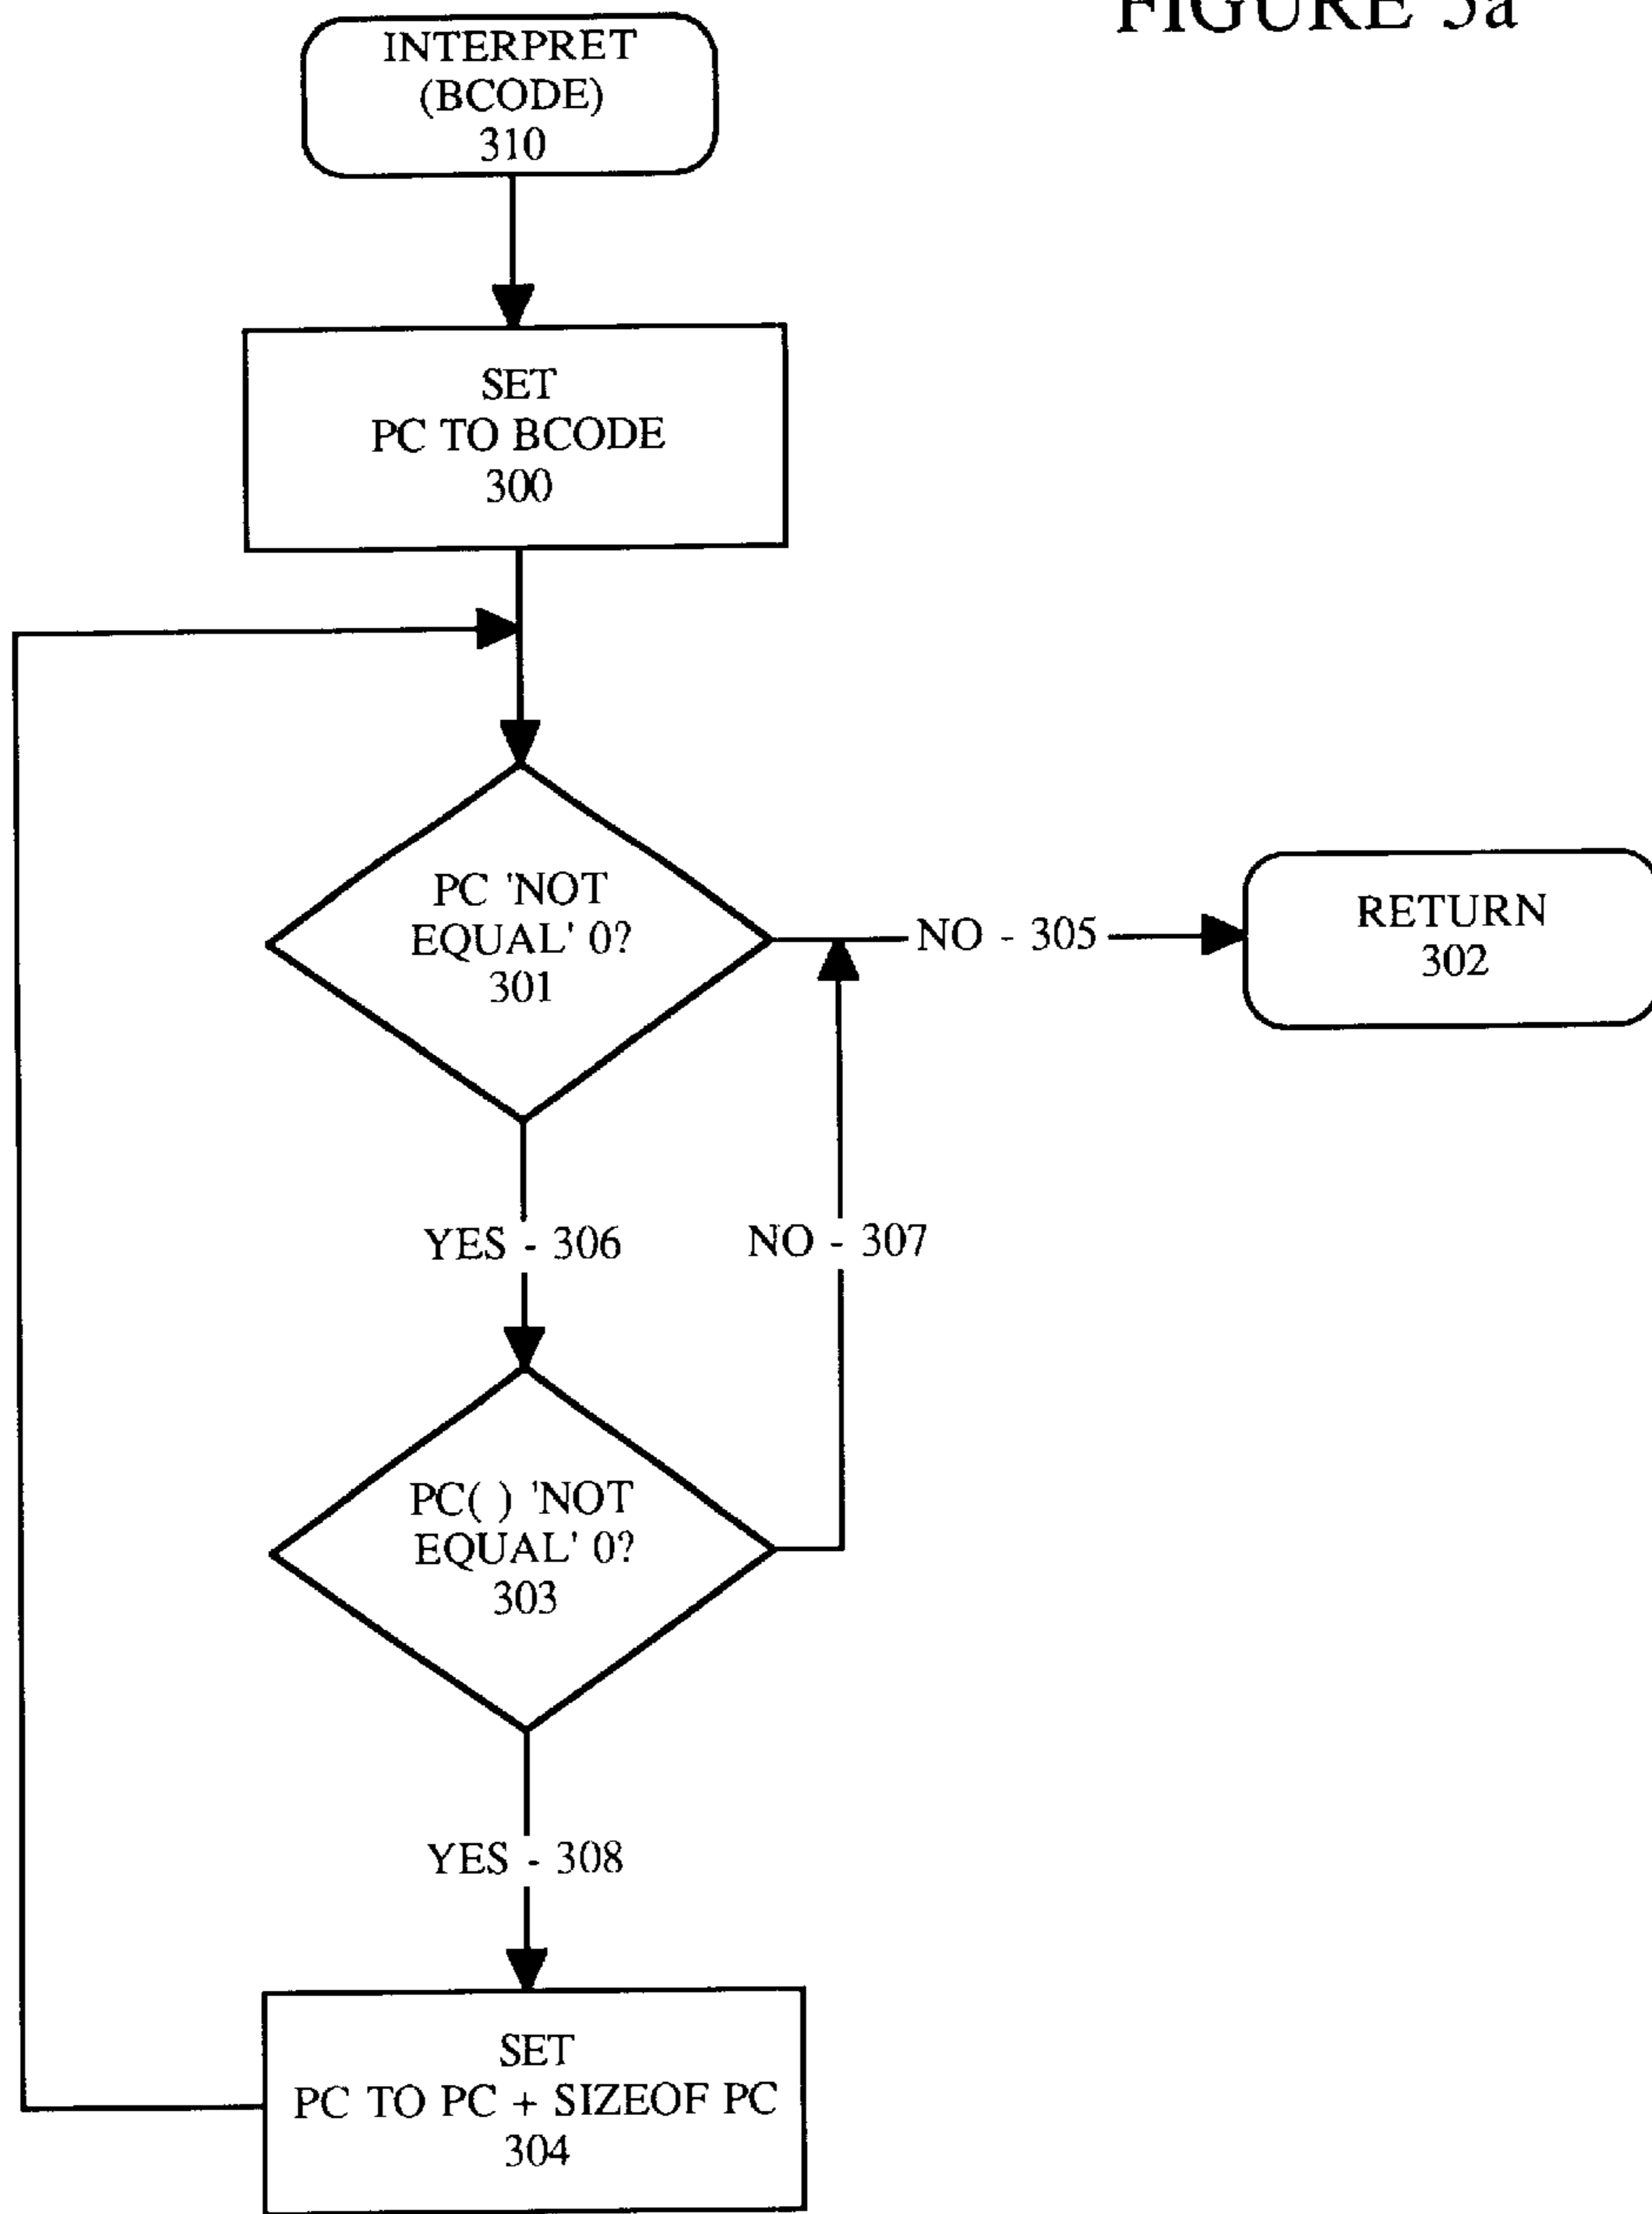 FIGURE 5a
INTERPRET
(BCODE)
310
SET
PC TO BCODE
300
PC 'NOT
EQUAL' 0?
301
NO - 305
RETURN
302
YES - 306
NO - 307
PC( ) 'NOT
EQUAL' 0?
303
YES - 308
SET
PC TO PC + SIZEOF PC
304